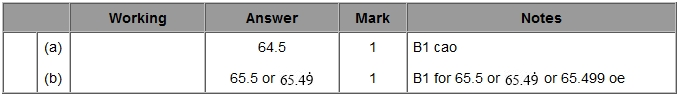 Working Answer Mark Notes
(a) 64.5 1 B1 cao
(b) 65.5 or 65.49̇ 1 B1 for 65.5 or 65.49̇ or 65.499 oe